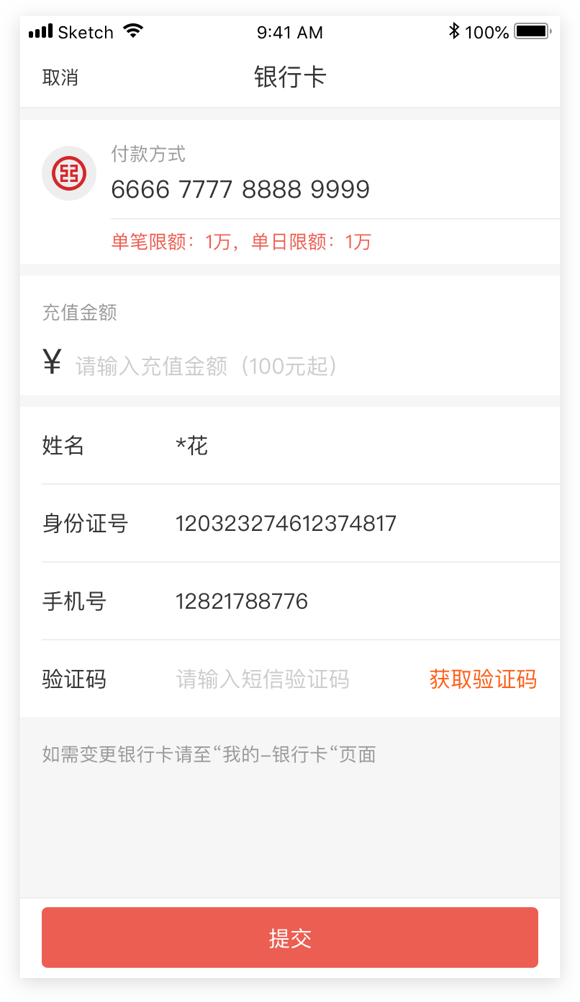 Sketch 9:41 AM 100%
取消 银行卡
付款方式
6666 7777 8888 9999
单笔限额：1万，单日限额：1万
充值金额
¥ 请输入充值金额（100元起）
姓名 *花
身份证号 120323274612374817
手机号 12821788776
验证码 请输入短信验证码 获取验证码
如需变更银行卡请至“我的-银行卡“页面
提交